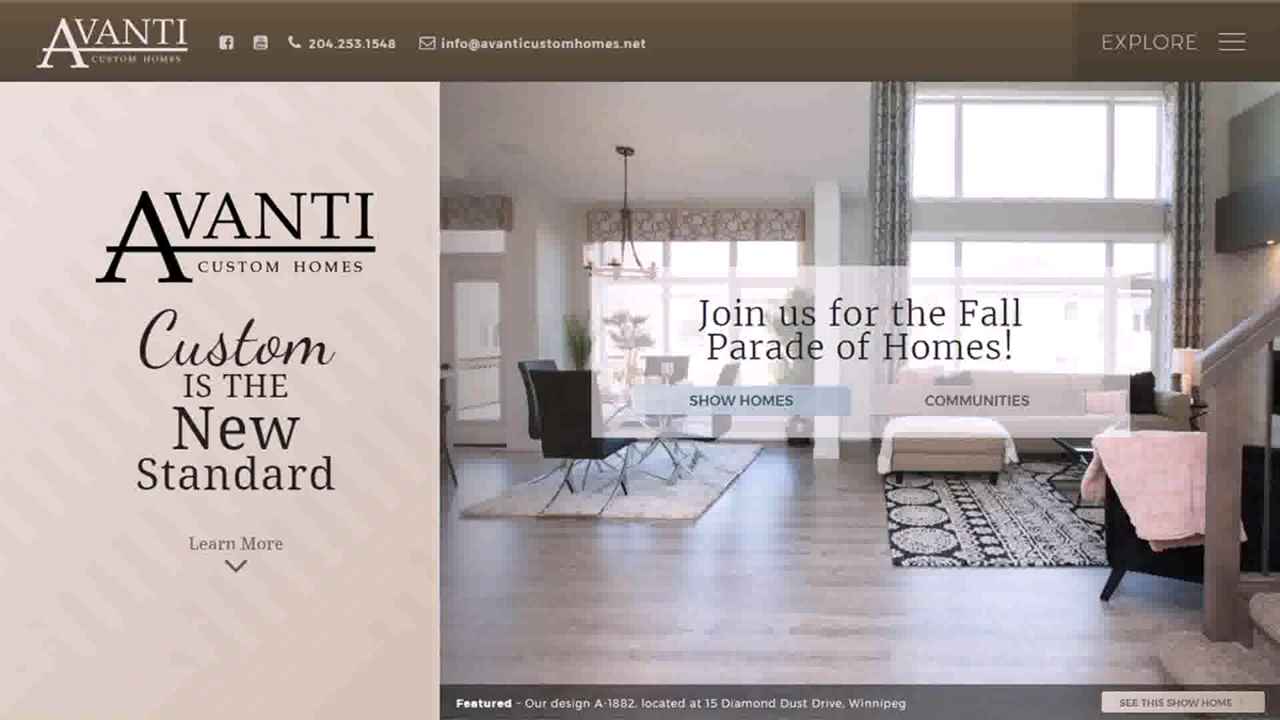 AVANTI
CUSTOM HOMES
204.253.1548
info@avanticustomhomes.net
EXPLORE
AVANTI
CUSTOM HOMES
Custom
IS THE
New
Standard
Learn More
Join us for the Fall
Parade of Homes!
SHOW HOMES
COMMUNITIES
Featured - Our design A-1882, located at 15 Diamond Dust Drive, Winnipeg
SEE THIS SHOW HOME